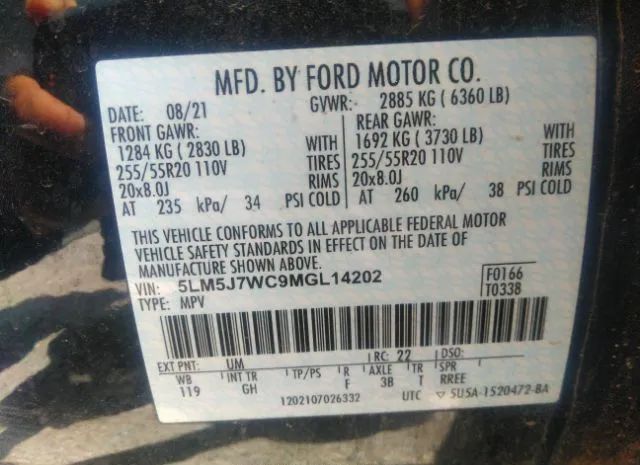 MFD. BY FORD MOTOR CO.
DATE: 08/21 GVWR: 2885 KG ( 6360 LB)
FRONT GAWR: REAR GAWR:
1284 KG ( 2830 LB) WITH 1692 KG ( 3730 LB) WITH
255/55R20 110V TIRES 255/55R20 110V TIRES
20x8.0J RIMS 20x8.0J RIMS
AT 235 kPa/ 34 PSI COLD AT 260 kPa/ 38 PSI COLD
THIS VEHICLE CONFORMS TO ALL APPLICABLE FEDERAL MOTOR
VEHICLE SAFETY STANDARDS IN EFFECT ON THE DATE OF
MANUFACTURE SHOWN ABOVE.
VIN: 5LM5J7WC9MGL14202 F0166
TYPE: MPV T0338
EXT PNT: UM RC: 22 DSO:
WB INT TR TP/PS R AXLE TR SPR
119 GH F 3B T RREE
1202107026332 UTC ▽ 5U5A-1520472-BA